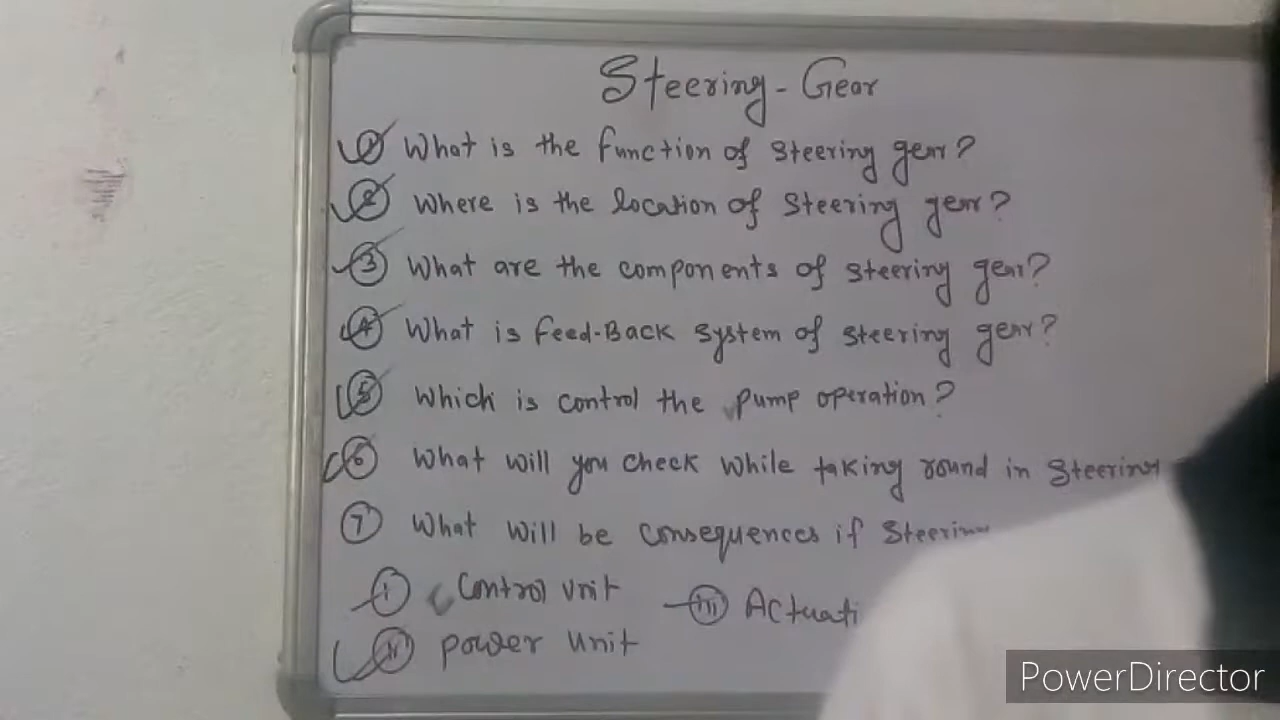 Steering - Gear
1 What is the function of steering gear?
2 Where is the location of steering gear?
3 What are the components of steering gear?
4 What is Feed-Back system of steering gear?
5 Which is control the pump operation?
6 What will you check while taking round in steering
7 What will be consequences if steering
i Control unit
iii Actuati
ii power unit
PowerDirector